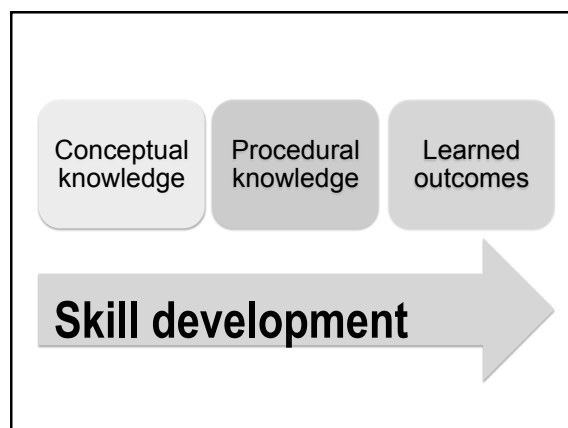 Conceptual
knowledge
Procedural
knowledge
Learned
outcomes
Skill development